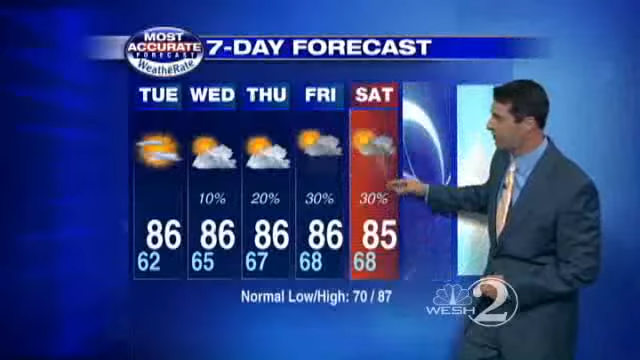 MOST
ACCURATE
FORECAST
WeatheRate
7-DAY FORECAST
TUE WED THU FRI SAT
10% 20% 30% 30%
86 86 86 86 85
62 65 67 68 68
Normal Low/High: 70 / 87
WESH 2